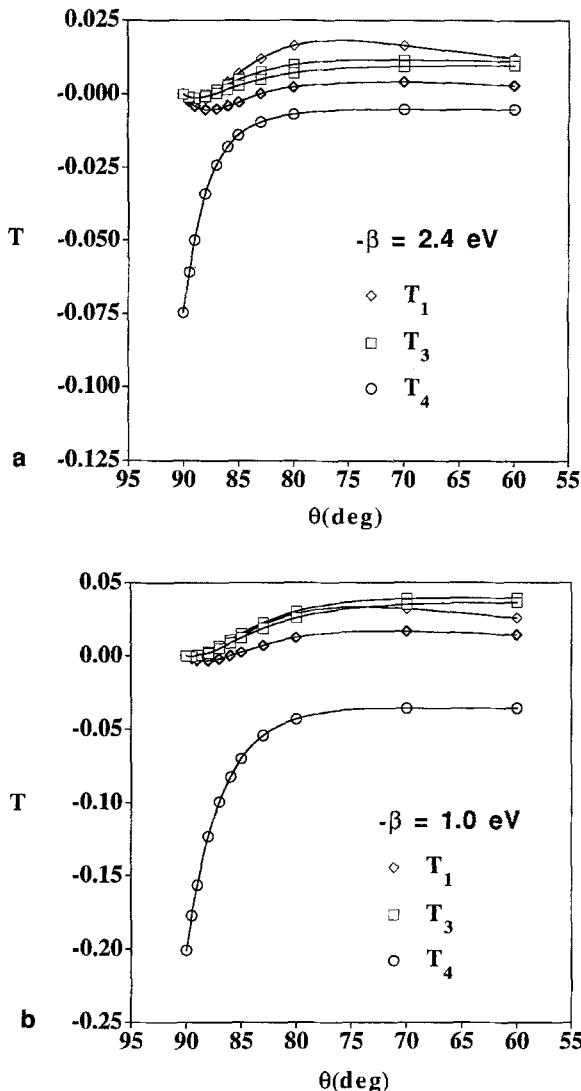 0.025
0.000
-0.025
-0.050
-0.075
-0.100
-0.125
T
-β = 2.4 eV
T1
T3
T4
a
95 90 85 80 75 70 65 60 55
θ(deg)
0.05
0.00
-0.05
-0.10
-0.15
-0.20
-0.25
T
-β = 1.0 eV
T1
T3
T4
b
95 90 85 80 75 70 65 60 55
θ(deg)